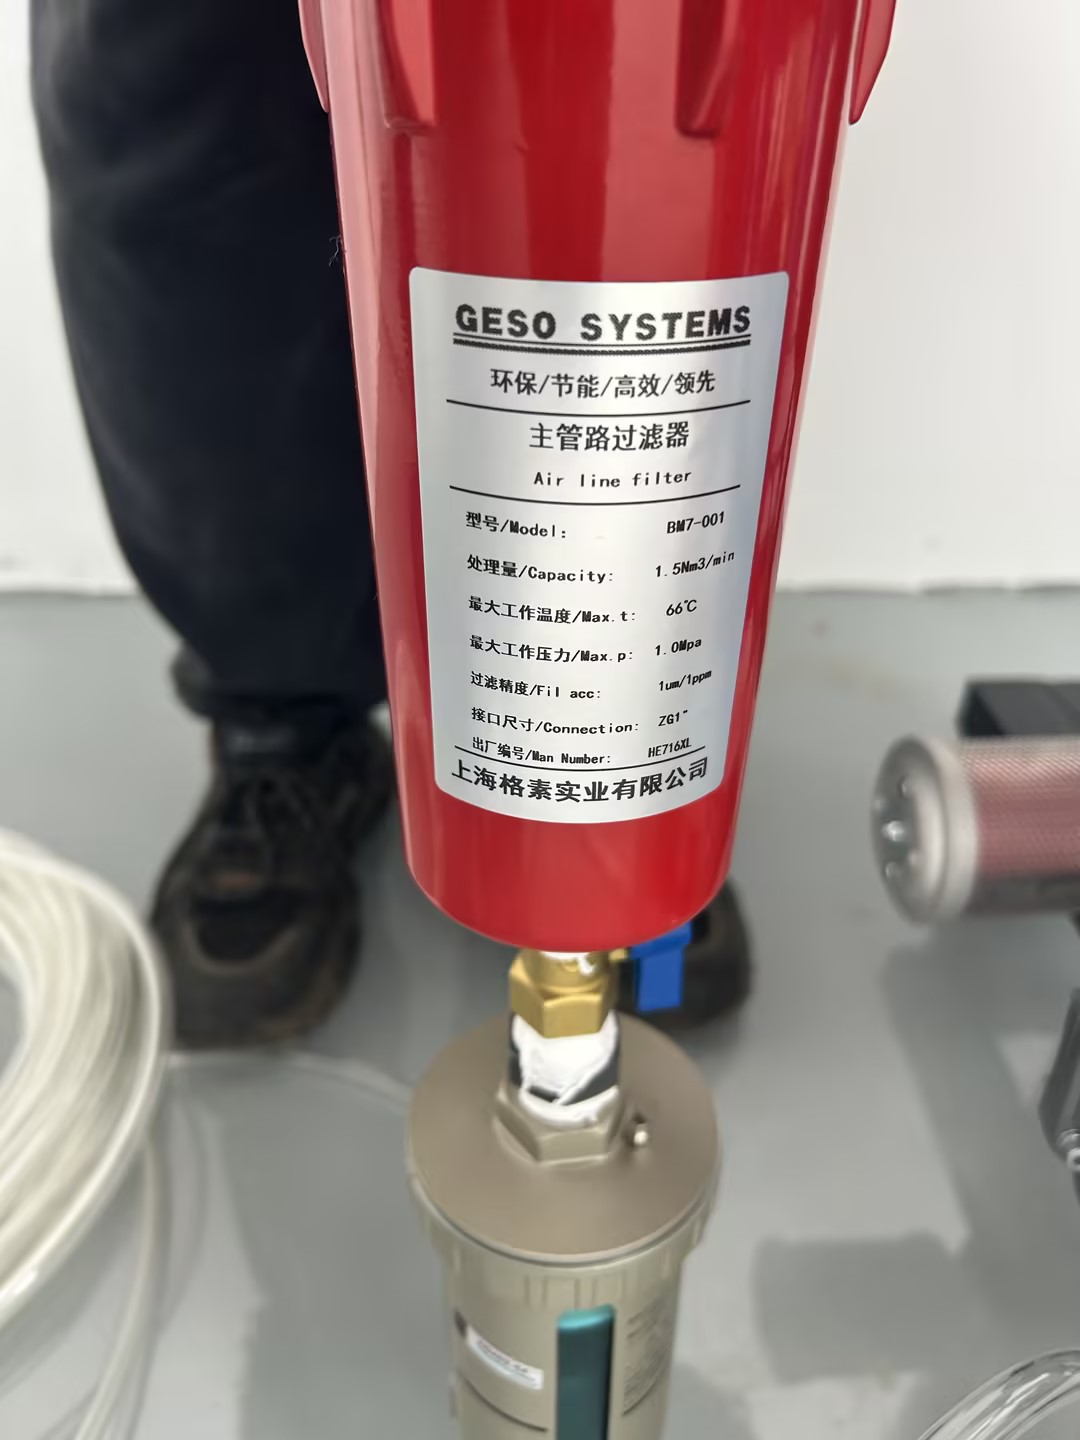 GESO SYSTEMS
环保/节能/高效/领先
主管路过滤器
Air line filter
型号/Model: BM7-001
处理量/Capacity: 1.5Nm3/min
最大工作温度/Max.t: 66℃
最大工作压力/Max.p: 1.0Mpa
过滤精度/Fil acc: 1um/1ppm
接口尺寸/Connection: ZG1"
出厂编号/Man Number: HE716XL
上海格素实业有限公司